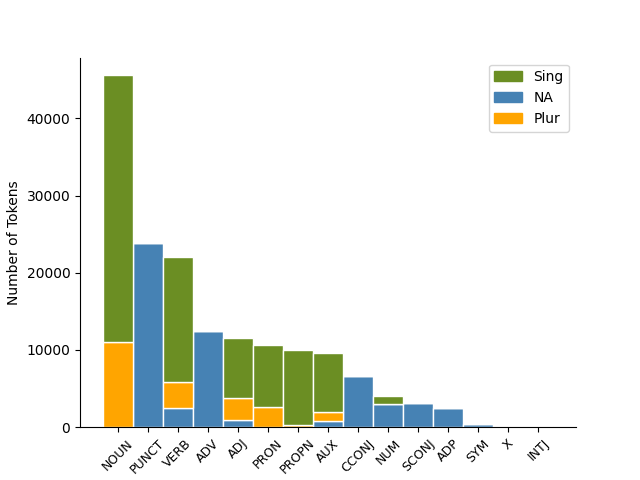 Sing
NA
Plur
Number of Tokens
40000
30000
20000
10000
0
NOUN
PUNCT
VERB
ADV
ADJ
PRON
PROPN
AUX
CCONJ
NUM
SCONJ
ADP
SYM
X
INTJ